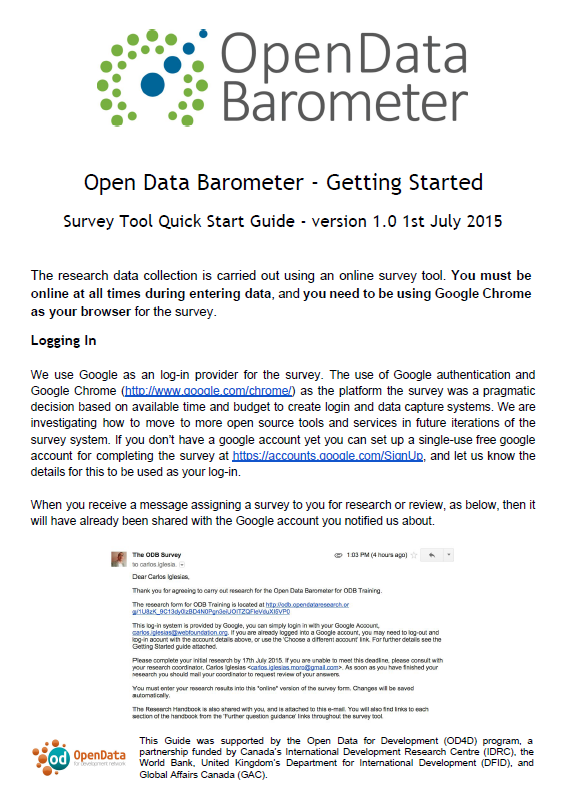 OpenData
Barometer
Open Data Barometer - Getting Started
Survey Tool Quick Start Guide - version 1.0 1st July 2015
The research data collection is carried out using an online survey tool. You must be
online at all times during entering data, and you need to be using Google Chrome
as your browser for the survey.
Logging In
We use Google as an log-in provider for the survey. The use of Google authentication and
Google Chrome (http://www.google.com/chrome/) as the platform the survey was a pragmatic
decision based on available time and budget to create login and data capture systems. We are
investigating how to move to more open source tools and services in future iterations of the
survey system. If you don't have a google account yet you can set up a single-use free google
account for completing the survey at https://accounts.google.com/SignUp, and let us know the
details for this to be used as your log-in.
When you receive a message assigning a survey to you for research or review, as below, then it
will have already been shared with the Google account you notified us about.
The ODB Survey
1:03 PM (4 hours ago)
to carlos.iglesia.
Dear Carlos Iglesias,
Thank you for agreeing to carry out research for the Open Data Barometer for ODB Training.
The research form for ODB Training is located at http://odb.opendataresearch.or
This log-in system is provided by Google, you can simply login in with your Google Account,
carlos.iglesias@webfoundation.org. If you are already logged into a Google account, you may need to log-out and
log-in account with the account details above, or use the 'Choose a different account' link. For further details see the
Getting Started guide attached.
Please complete your initial research by 17th July 2015. If you are unable to meet this deadline, please consult with
your research coordinator, Carlos Iglesias <carlos.iglesias.moro@gmail.com>. As soon as you have finished your
research you should mail your coordinator to request review of your answers.
You must enter your research results into this "online" version of the survey form. Changes will be saved
automatically.
The Research Handbook is also shared with you, and is attached to this e-mail. You will also find links to each
section of the handbook from the 'Further question guidance' links throughout the survey tool.
od OpenData
for development network
This Guide was supported by the Open Data for Development (OD4D) program, a
partnership funded by Canada's International Development Research Centre (IDRC), the
World Bank, United Kingdom's Department for International Development (DFID), and
Global Affairs Canada (GAC).